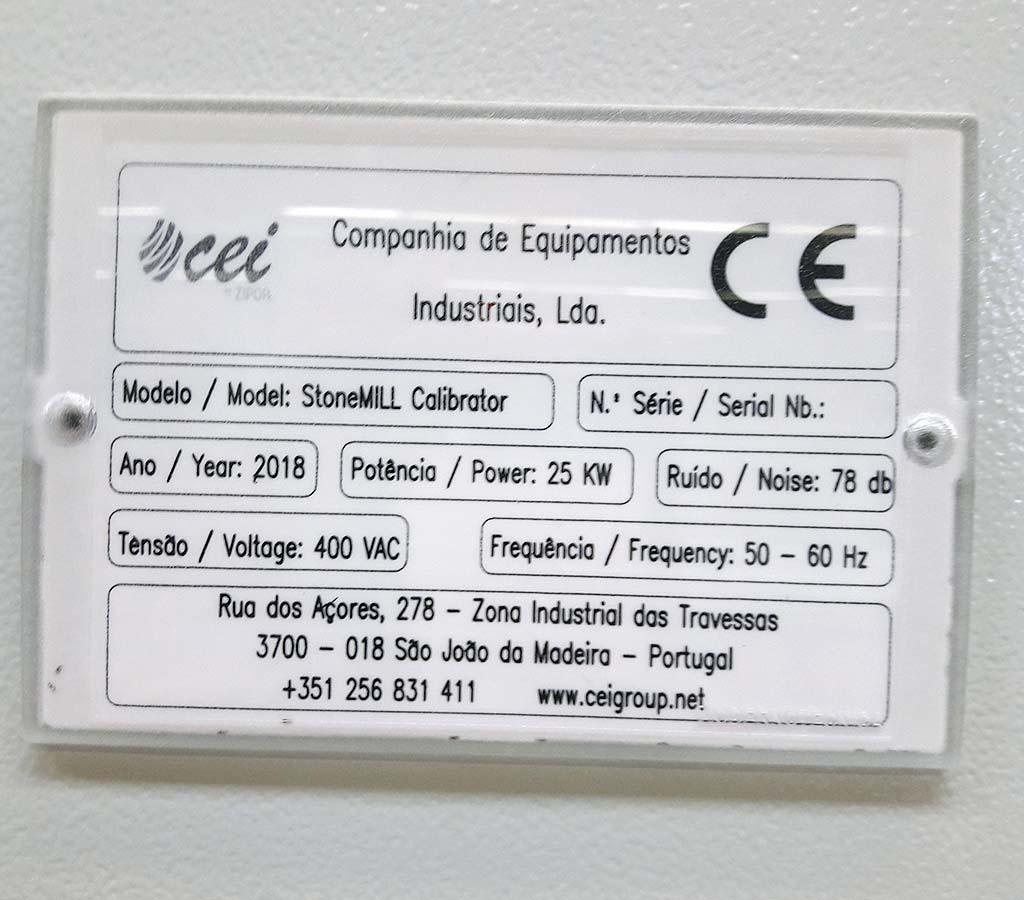 cei
ZIPOR
Companhia de Equipamentos
Industriais, Lda.
CE
Modelo / Model: StoneMILL Calibrator
N.º Série / Serial Nb.:
Ano / Year: 2018
Potência / Power: 25 KW
Ruído / Noise: 78 db
Tensão / Voltage: 400 VAC
Frequência / Frequency: 50 – 60 Hz
Rua dos Açores, 278 – Zona Industrial das Travessas
3700 – 018 São João da Madeira – Portugal
+351 256 831 411 www.ceigroup.net